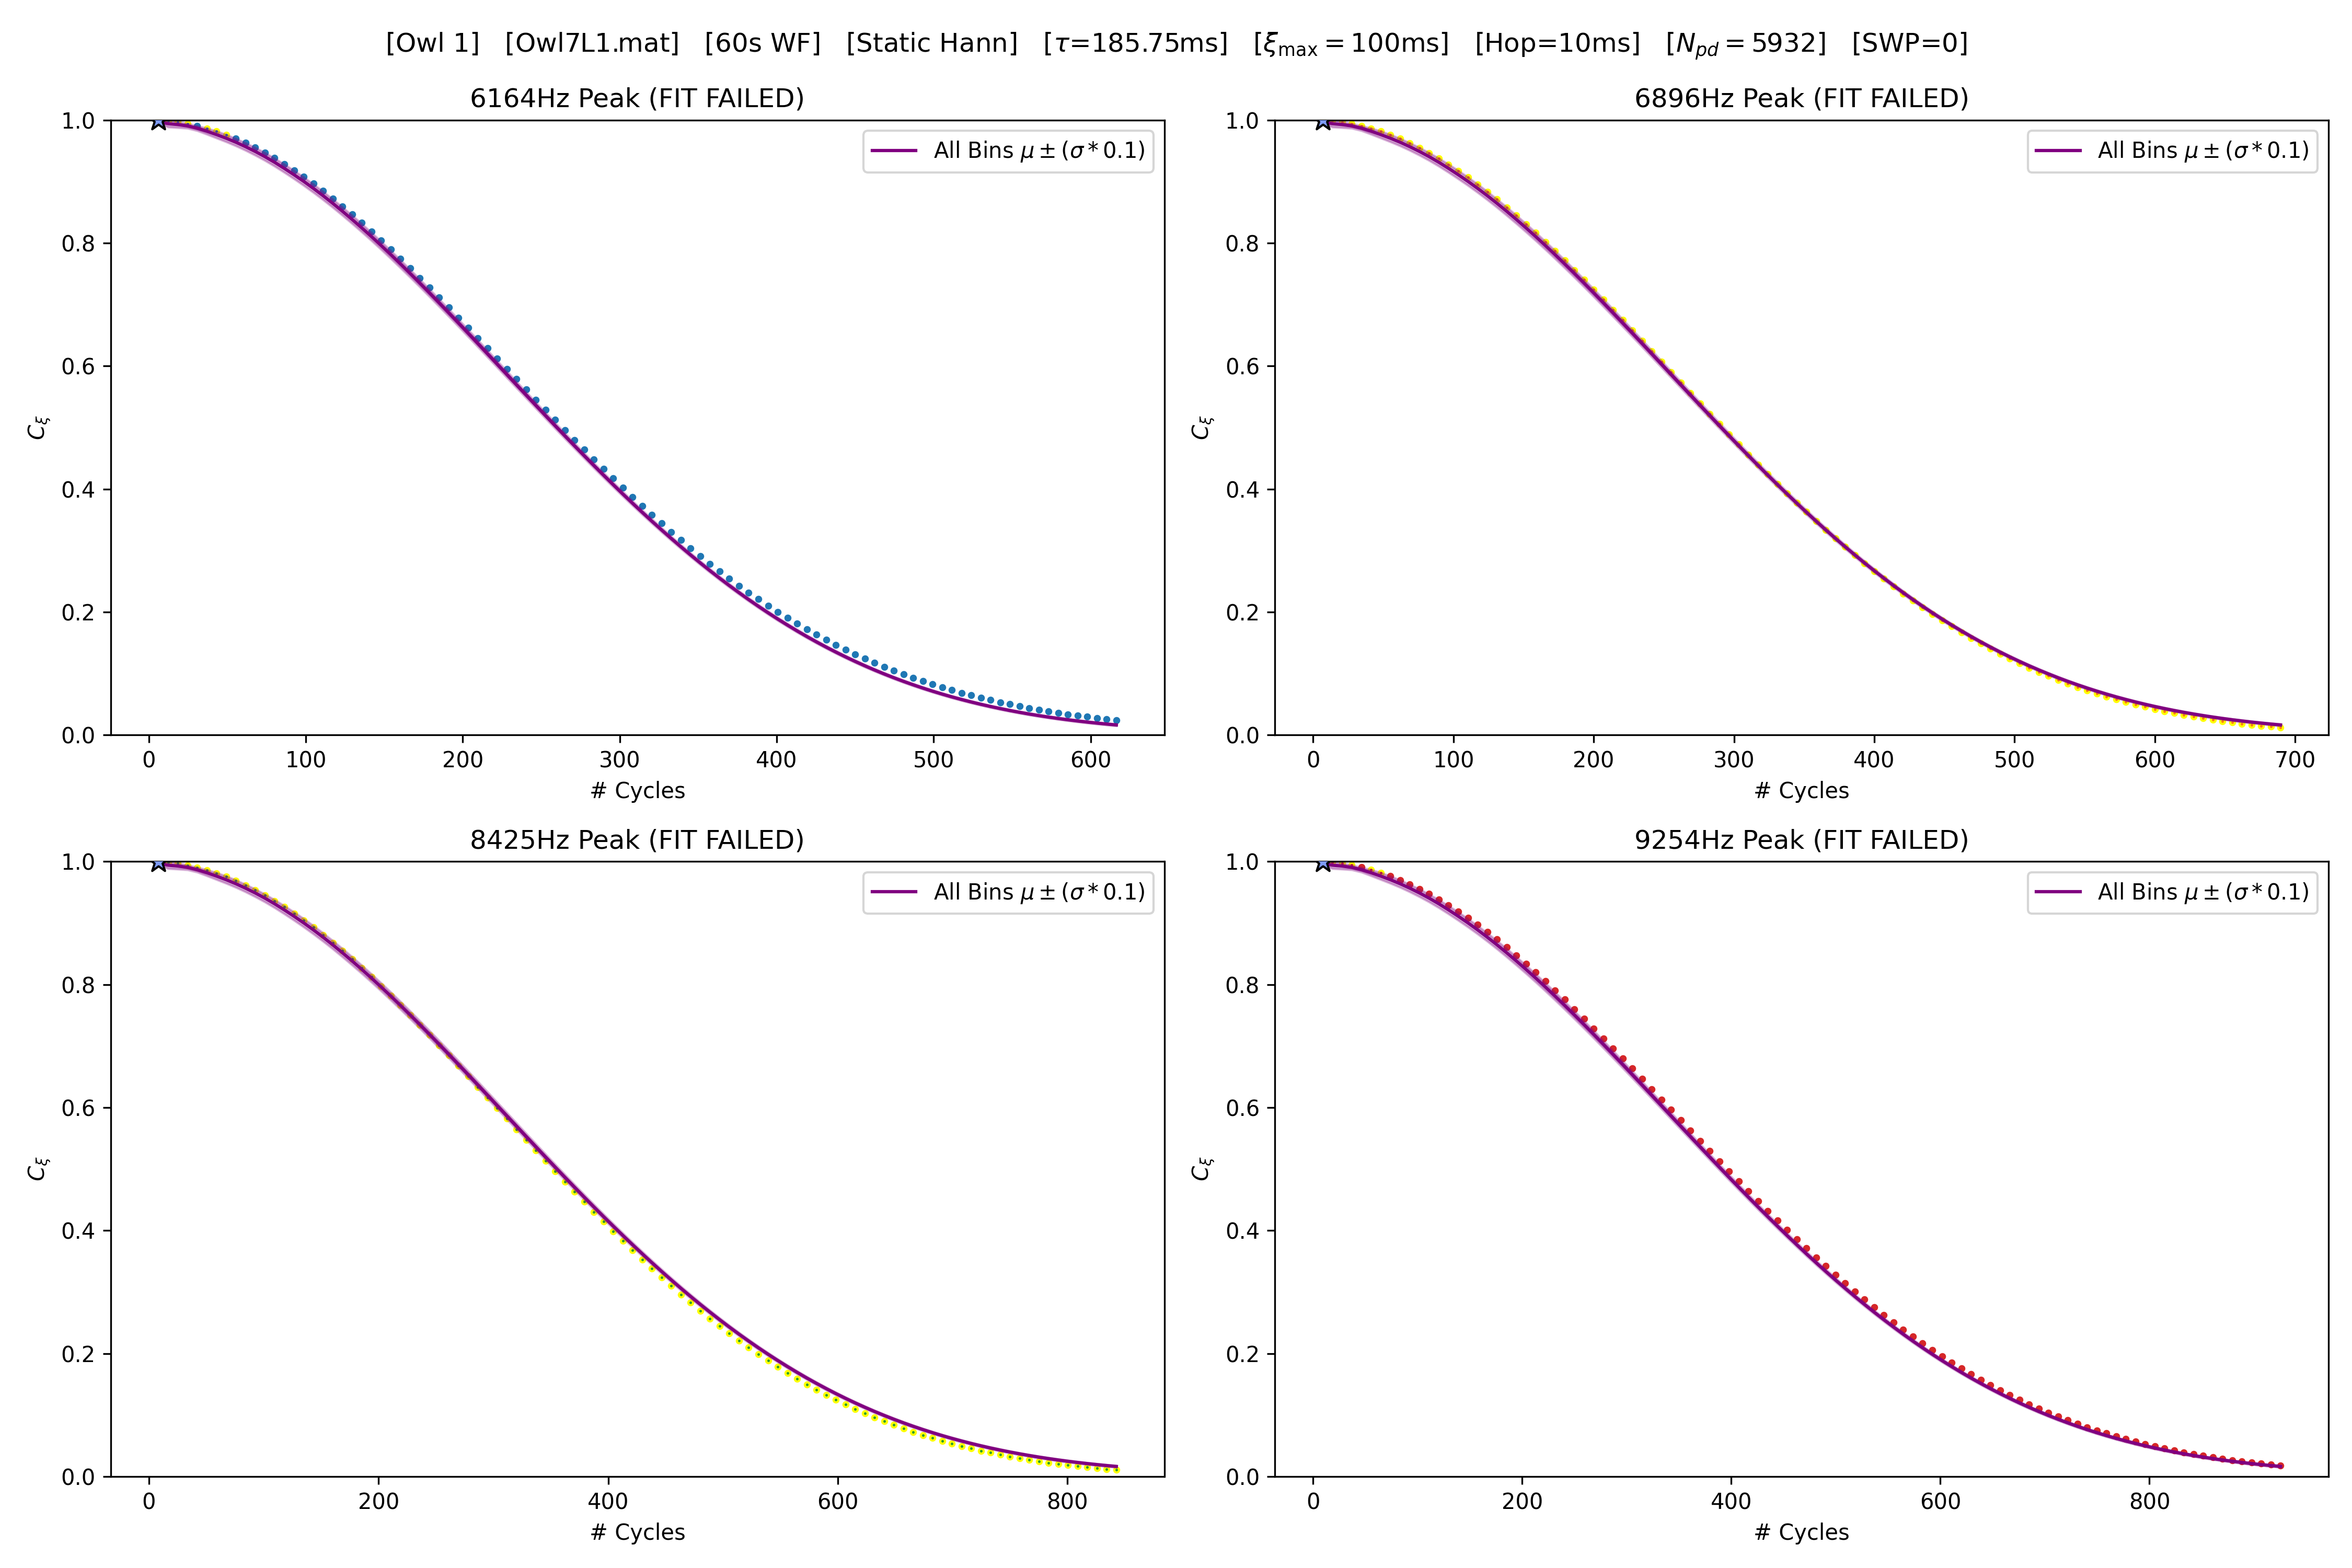 [Owl 1] [Owl7L1.mat] [60s WF] [Static Hann] [τ=185.75ms] [ξmax = 100ms] [Hop=10ms] [Npd = 5932] [SWP=0]
6164Hz Peak (FIT FAILED)
1.0
0.8
0.6
0.4
0.2
0.0
Cξ
All Bins μ ± (σ * 0.1)
0 100 200 300 400 500 600
# Cycles
6896Hz Peak (FIT FAILED)
1.0
0.8
0.6
0.4
0.2
0.0
Cξ
All Bins μ ± (σ * 0.1)
0 100 200 300 400 500 600 700
# Cycles
8425Hz Peak (FIT FAILED)
1.0
0.8
0.6
0.4
0.2
0.0
Cξ
All Bins μ ± (σ * 0.1)
0 200 400 600 800
# Cycles
9254Hz Peak (FIT FAILED)
1.0
0.8
0.6
0.4
0.2
0.0
Cξ
All Bins μ ± (σ * 0.1)
0 200 400 600 800
# Cycles